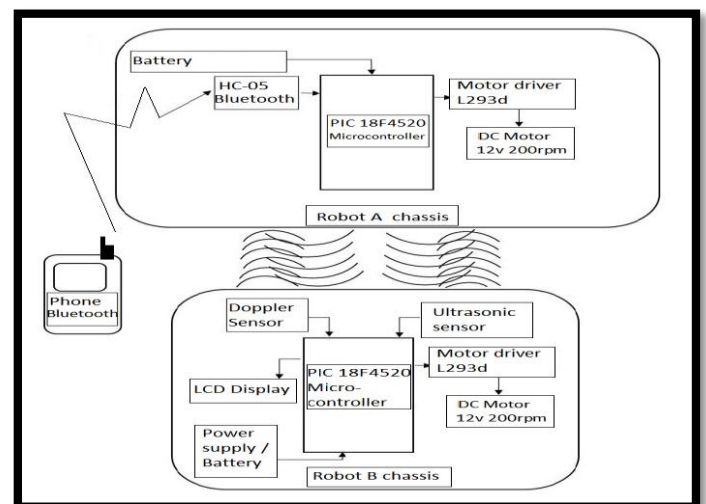 Battery
HC-05
Bluetooth
PIC 18F4520
Microcontroller
Motor driver
L293d
DC Motor
12v 200rpm
Robot A chassis
Phone
Bluetooth
Doppler
Sensor
Ultrasonic
sensor
PIC 18F4520
Micro-
controller
Motor driver
L293d
LCD Display
DC Motor
12v 200rpm
Power
supply /
Battery
Robot B chassis